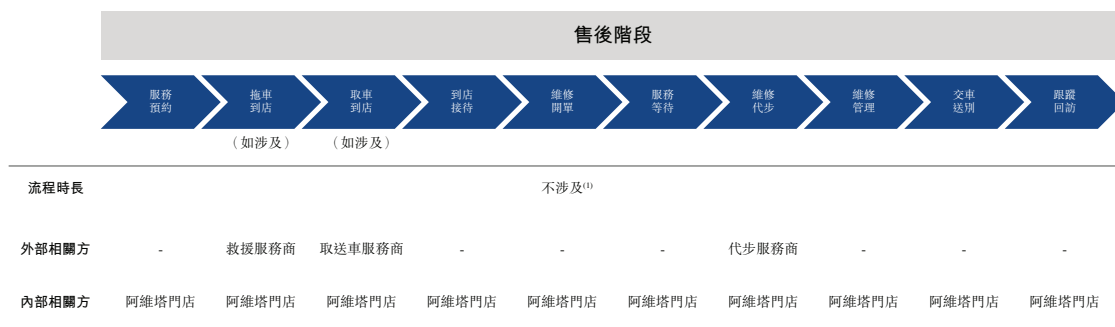 售後階段
服務
預約
拖車
到店
取車
到店
到店
接待
維修
開單
服務
等待
維修
代步
維修
管理
交車
送別
跟蹤
回訪
（如涉及） （如涉及）
流程時長 不涉及(1)
外部相關方 - 救援服務商 取送車服務商 - - - 代步服務商 - - -
內部相關方 阿維塔門店 阿維塔門店 阿維塔門店 阿維塔門店 阿維塔門店 阿維塔門店 阿維塔門店 阿維塔門店 阿維塔門店 阿維塔門店